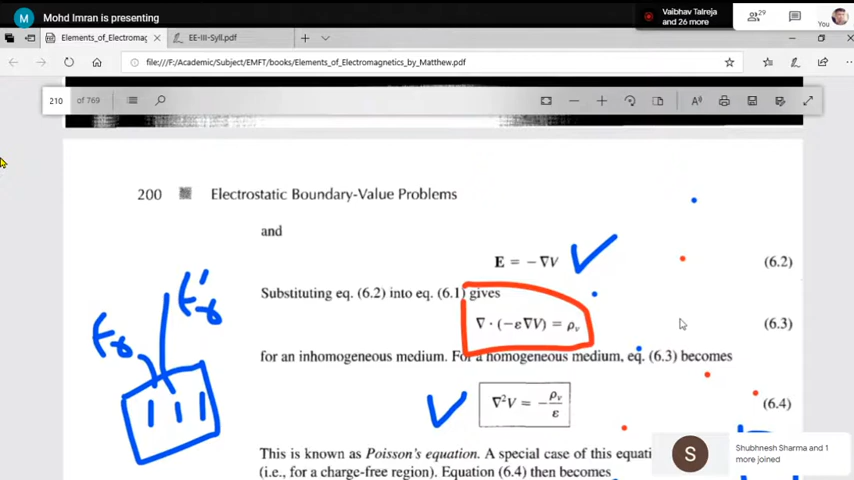 Mohd Imran is presenting
Vaibhav Talreja
and 26 more
29
You
Elements_of_Electromag
EE-III-Syll.pdf
file:///F:/Academic/Subject/EMFT/books/Elements_of_Electromagnetics_by_Matthew.pdf
210 of 769
200 Electrostatic Boundary-Value Problems
and
E = −∇V (6.2)
Substituting eq. (6.2) into eq. (6.1) gives
∇ · (−ε∇V) = ρᵥ (6.3)
for an inhomogeneous medium. For a homogeneous medium, eq. (6.3) becomes
∇²V = −ρᵥ/ε (6.4)
This is known as Poisson's equation. A special case of this equati
(i.e., for a charge-free region). Equation (6.4) then becomes
S
Shubhnesh Sharma and 1
more joined